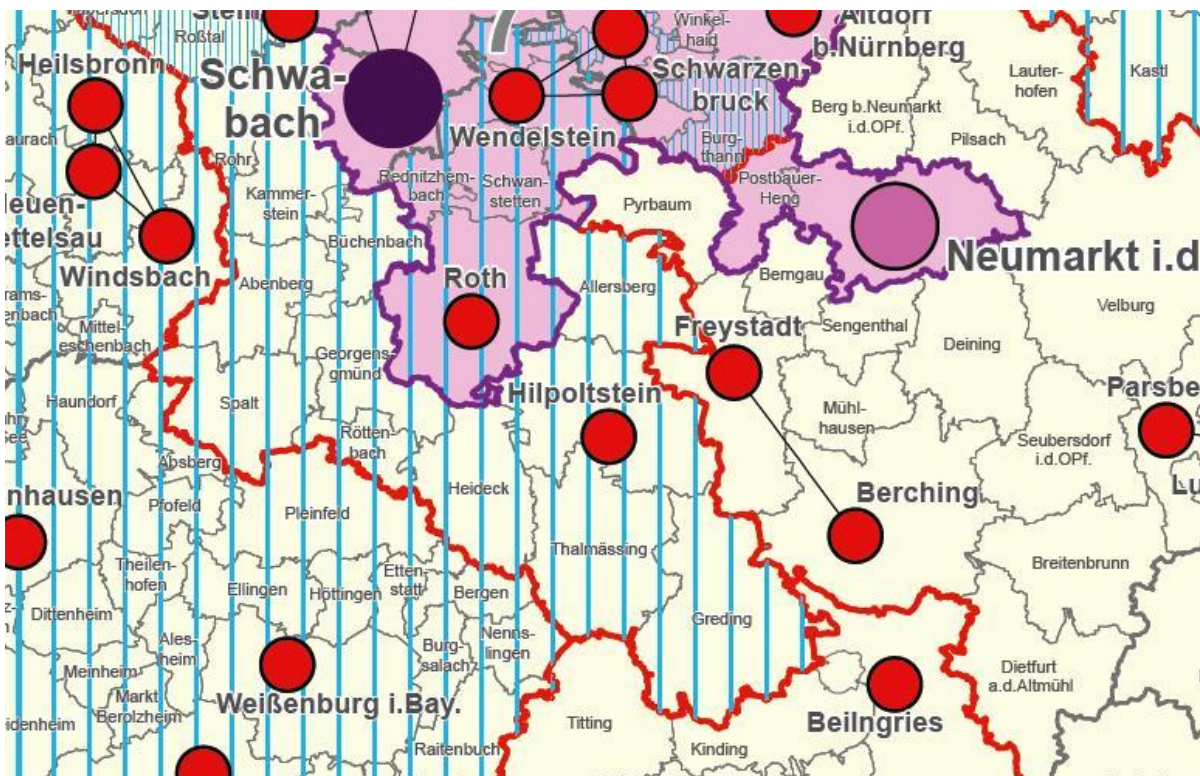 Roßtal
Winkel-
haid
Altdorf
b.Nürnberg
Heilsbronn
Schwa-
bach
Schwarzen-
bruck
Lauter-
hofen
Kastl
Wendelstein
Berg b.Neumarkt
i.d.OPf.
Pilsach
Burg-
thann
Rohr
Rednitzhem-
bach
Schwan-
stetten
Postbauer-
Heng
Kammer-
stein
Pyrbaum
Büchenbach
Windsbach
Abenberg
Roth
Allersberg
Berngau
Neumarkt i.d
Velburg
Mittel-
eschenbach
Freystadt
Sengenthal
Deining
Georgens
gmünd
Haundorf
Spalt
Hilpoltstein
Mühl-
hausen
Parsbe
Rötten-
bach
Seubersdorf
i.d.OPf.
Absberg
nhausen
Pfofeld
Pleinfeld
Heideck
Berching
Lu
Thalmässing
Theilen-
hofen
Ellingen
Höttingen
Etten-
statt
Bergen
Breitenbrunn
Dittenheim
Greding
Ales-
heim
Burg-
salach
Nenns-
lingen
Meinheim
Markt
Berolzheim
Weißenburg i.Bay.
Dietfurt
a.d.Altmühl
eidenheim
Titting
Beilngries
Raitenbuch
Kinding